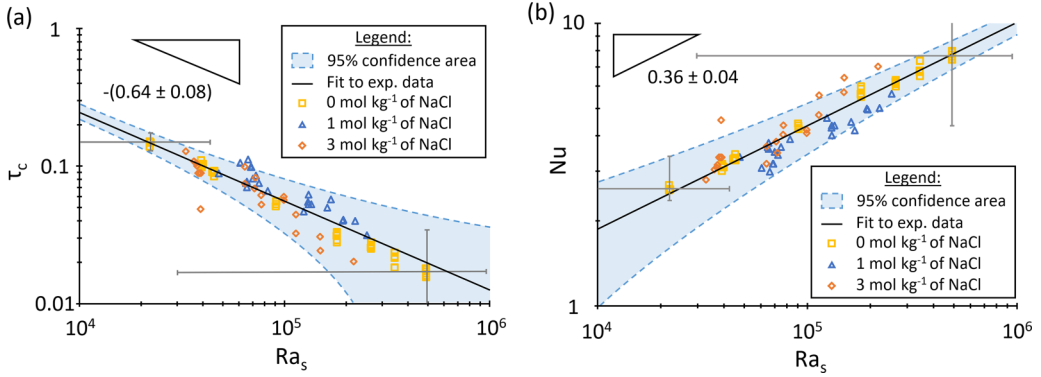 (a)
1
0.1
0.01
τc
10⁴
10⁵
10⁶
Raₛ
-(0.64 ± 0.08)
Legend:
95% confidence area
Fit to exp. data
0 mol kg⁻¹ of NaCl
1 mol kg⁻¹ of NaCl
3 mol kg⁻¹ of NaCl
(b)
10
1
Nu
10⁴
10⁵
10⁶
Raₛ
0.36 ± 0.04
Legend:
95% confidence area
Fit to exp. data
0 mol kg⁻¹ of NaCl
1 mol kg⁻¹ of NaCl
3 mol kg⁻¹ of NaCl